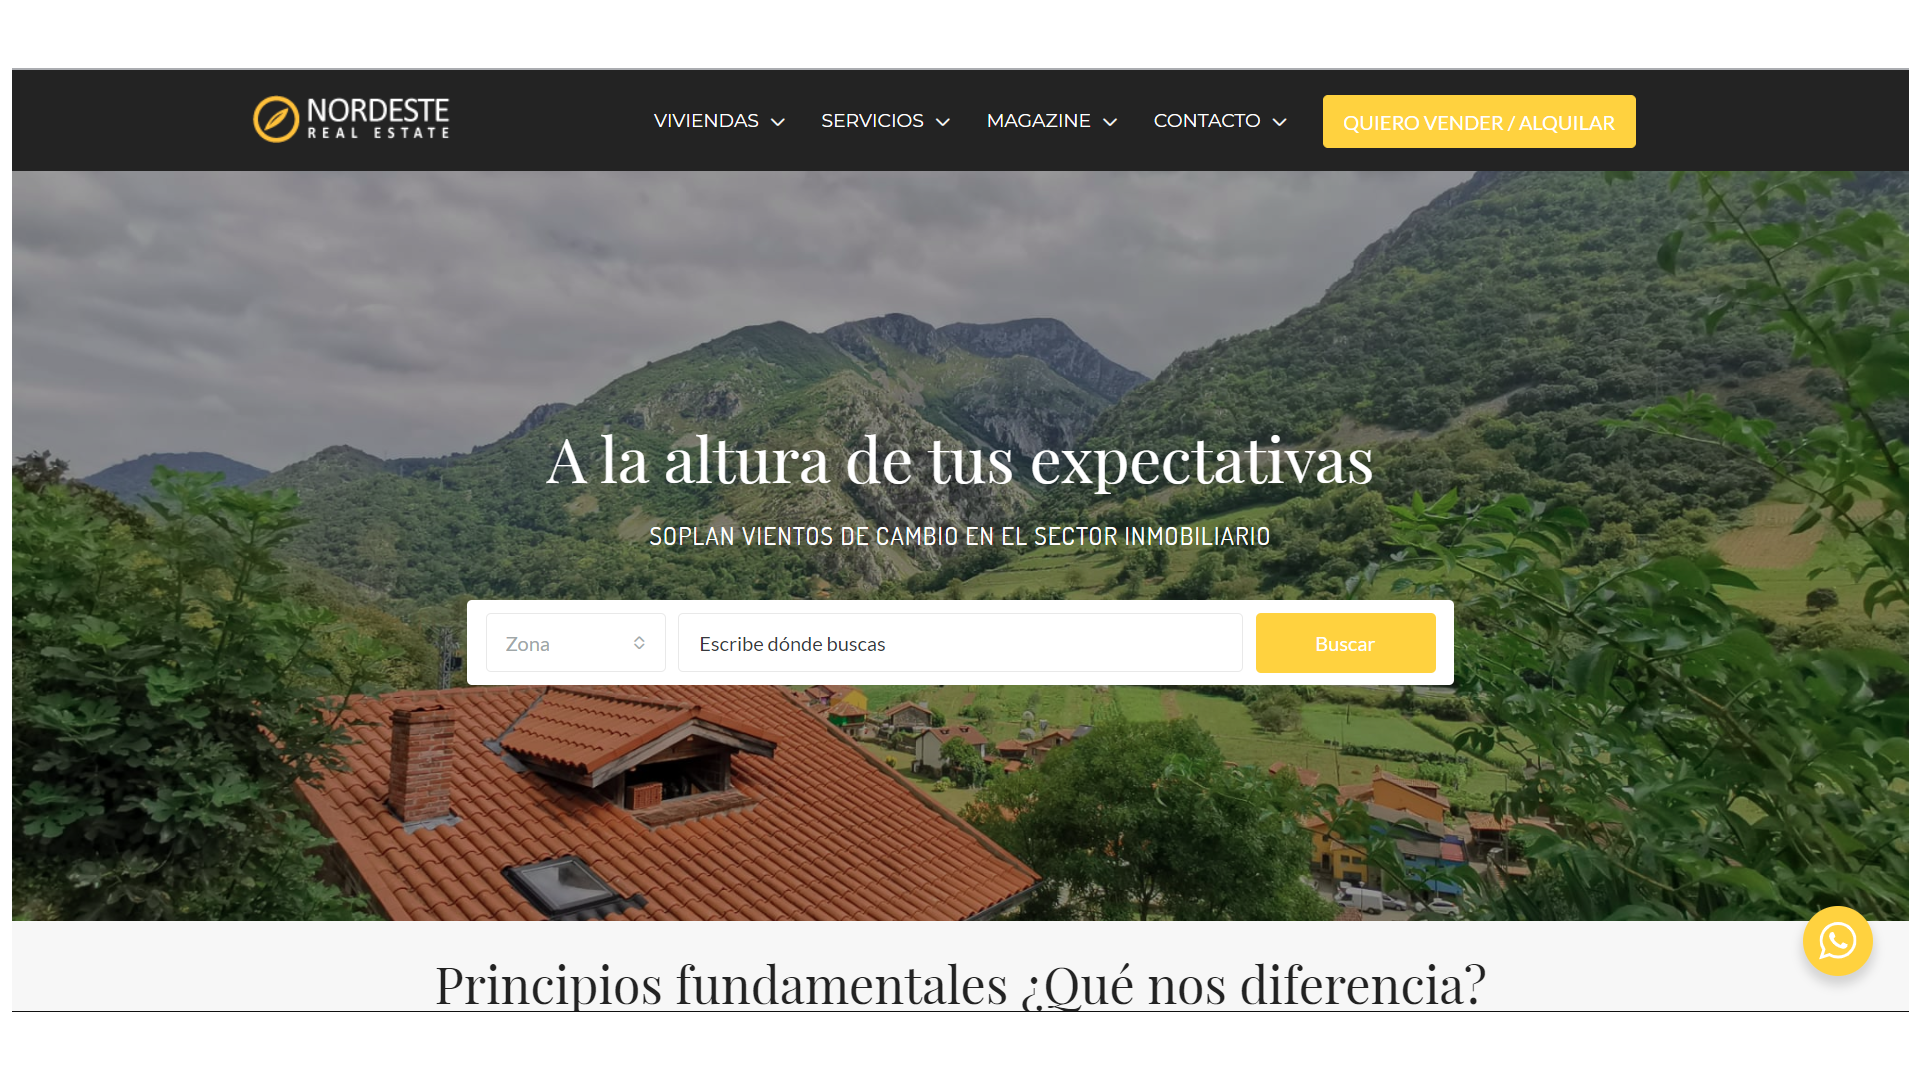 NORDESTE
REAL ESTATE
VIVIENDAS
SERVICIOS
MAGAZINE
CONTACTO
QUIERO VENDER / ALQUILAR
A la altura de tus expectativas
SOPLAN VIENTOS DE CAMBIO EN EL SECTOR INMOBILIARIO
Zona
Escribe dónde buscas
Buscar
Principios fundamentales ¿Qué nos diferencia?